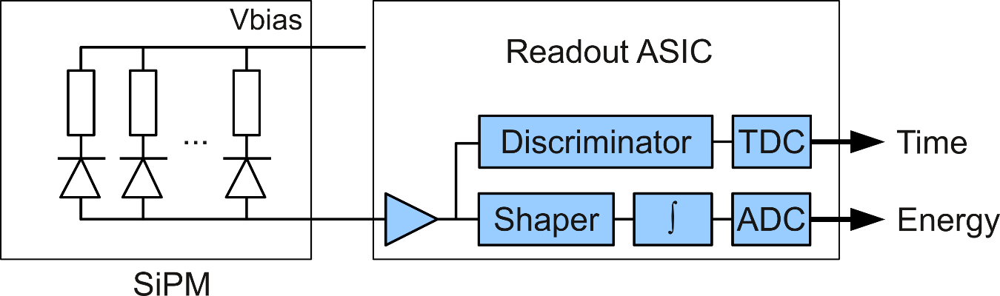 Vbias
Readout ASIC
...
Discriminator
TDC
Time
Shaper
∫
ADC
Energy
SiPM